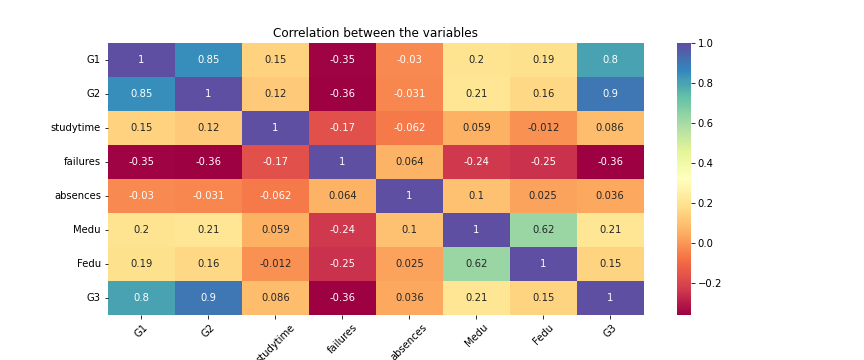 Correlation between the variables
G1 1 0.85 0.15 -0.35 -0.03 0.2 0.19 0.8
G2 0.85 1 0.12 -0.36 -0.031 0.21 0.16 0.9
studytime 0.15 0.12 1 -0.17 -0.062 0.059 -0.012 0.086
failures -0.35 -0.36 -0.17 1 0.064 -0.24 -0.25 -0.36
absences -0.03 -0.031 -0.062 0.064 1 0.1 0.025 0.036
Medu 0.2 0.21 0.059 -0.24 0.1 1 0.62 0.21
Fedu 0.19 0.16 -0.012 -0.25 0.025 0.62 1 0.15
G3 0.8 0.9 0.086 -0.36 0.036 0.21 0.15 1
G1 G2 studytime failures absences Medu Fedu G3
1.0
0.8
0.6
0.4
0.2
0.0
−0.2